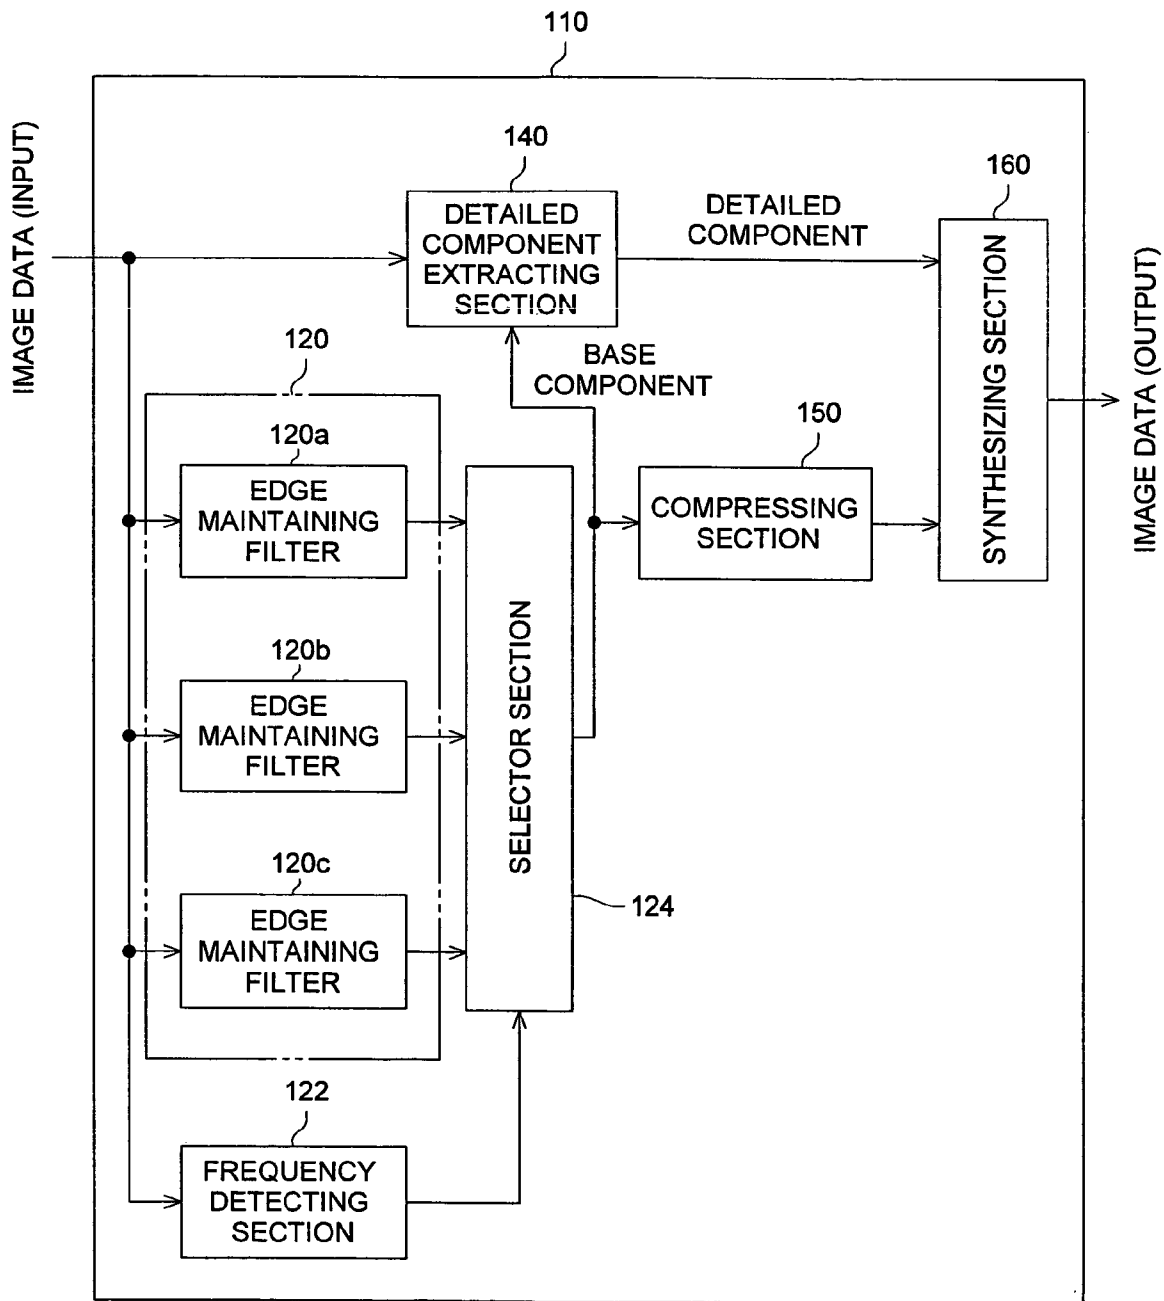 110
IMAGE DATA (INPUT)
140
DETAILED
COMPONENT
EXTRACTING
SECTION
DETAILED
COMPONENT
160
SYNTHESIZING SECTION
IMAGE DATA (OUTPUT)
BASE
COMPONENT
120
120a
EDGE
MAINTAINING
FILTER
150
COMPRESSING
SECTION
120b
EDGE
MAINTAINING
FILTER
SELECTOR SECTION
120c
EDGE
MAINTAINING
FILTER
124
122
FREQUENCY
DETECTING
SECTION